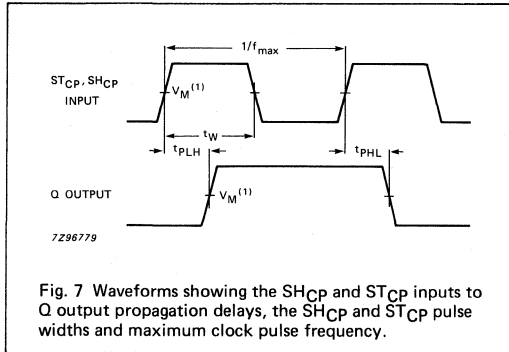 1/fmax
STCP, SHCP
INPUT
VM(1)
tW
tPLH
tPHL
Q OUTPUT
VM(1)
7Z96779
Fig. 7 Waveforms showing the SHCP and STCP inputs to
Q output propagation delays, the SHCP and STCP pulse
widths and maximum clock pulse frequency.